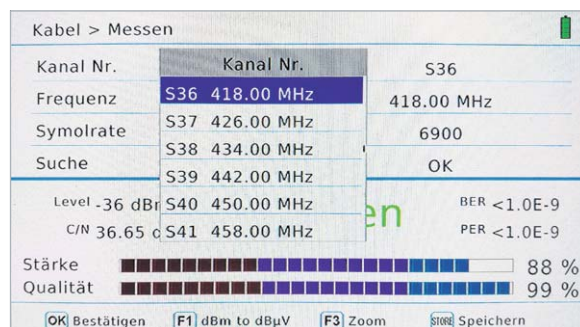 Kabel > Messen
Kanal Nr. S36
Frequenz 418.00 MHz
Symolrate 6900
Suche OK
Kanal Nr.
S36 418.00 MHz
S37 426.00 MHz
S38 434.00 MHz
S39 442.00 MHz
S40 450.00 MHz
S41 458.00 MHz
Level -36
C/N 36.65
BER <1.0E-9
PER <1.0E-9
Stärke 88 %
Qualität 99 %
OK Bestätigen F1 dBm to dBµV F3 Zoom STORE Speichern